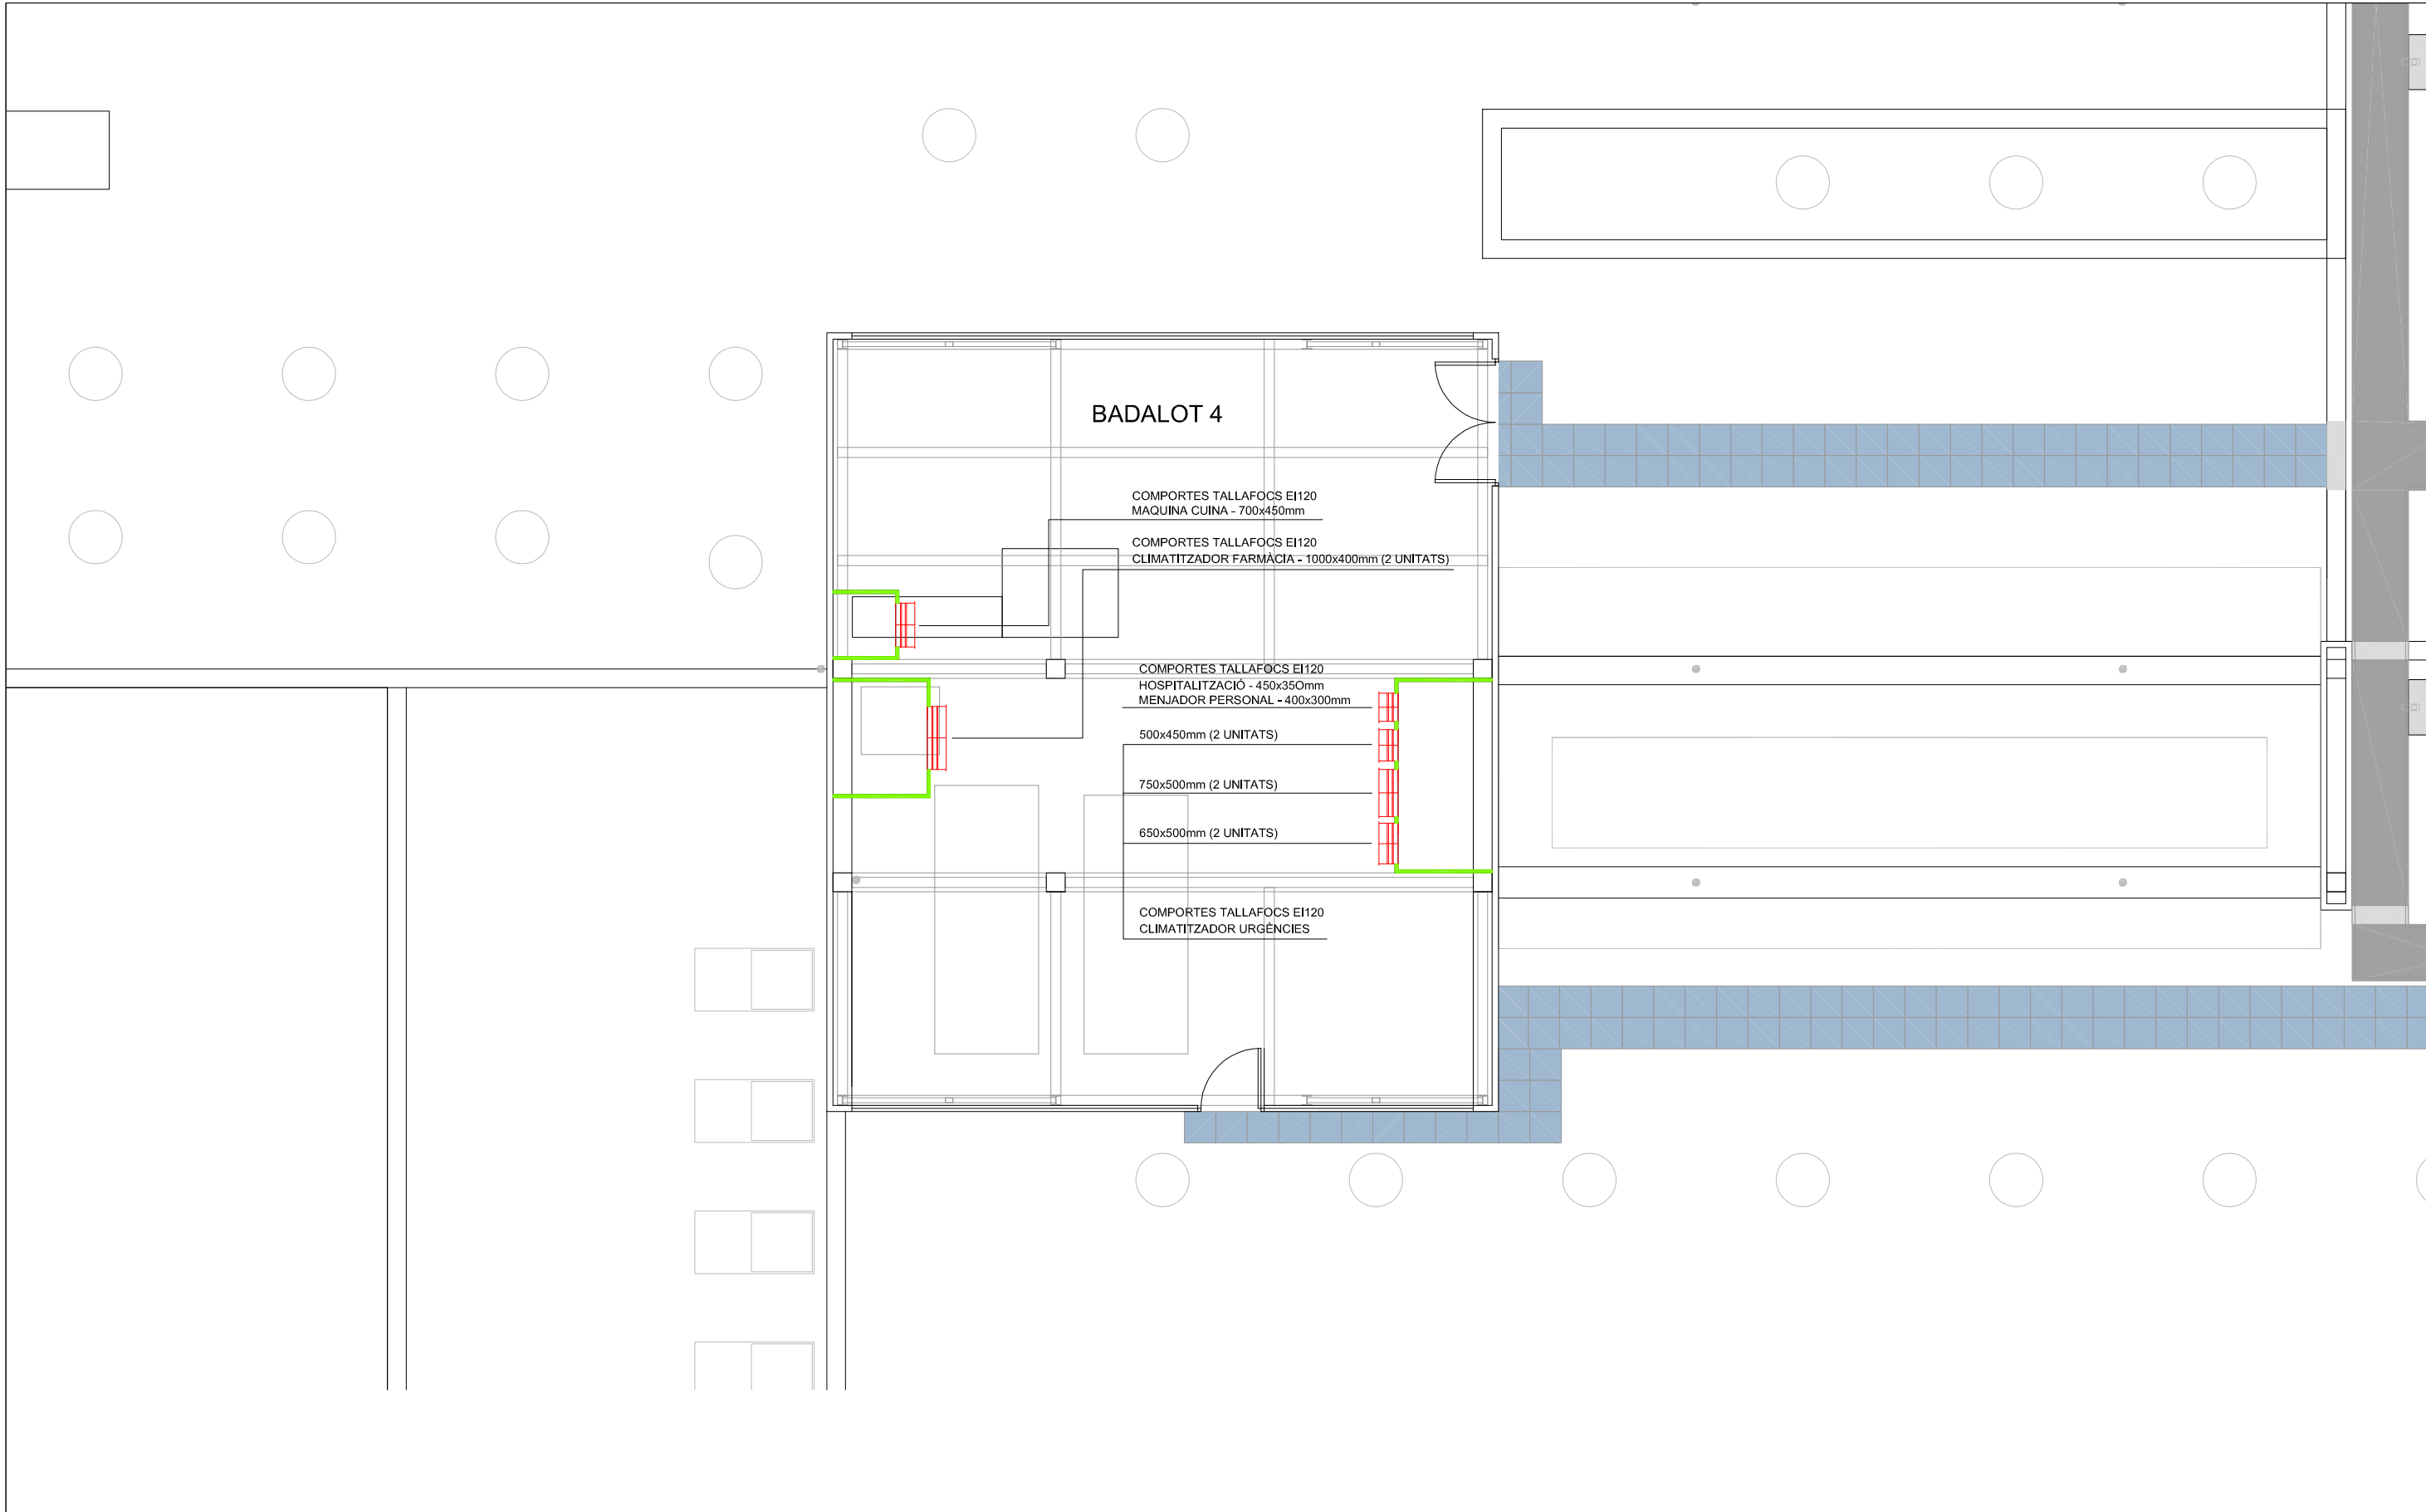 BADALOT 4
COMPORTES TALLAFOCS EI120
MAQUINA CUINA - 700x450mm
COMPORTES TALLAFOCS EI120
CLIMATITZADOR FARMÀCIA - 1000x400mm (2 UNITATS)
COMPORTES TALLAFOCS EI120
HOSPITALITZACIÓ - 450x35Omm
MENJADOR PERSONAL - 400x300mm
500x450mm (2 UNITATS)
750x500mm (2 UNITATS)
650x500mm (2 UNITATS)
COMPORTES TALLAFOCS EI120
CLIMATITZADOR URGÈNCIES